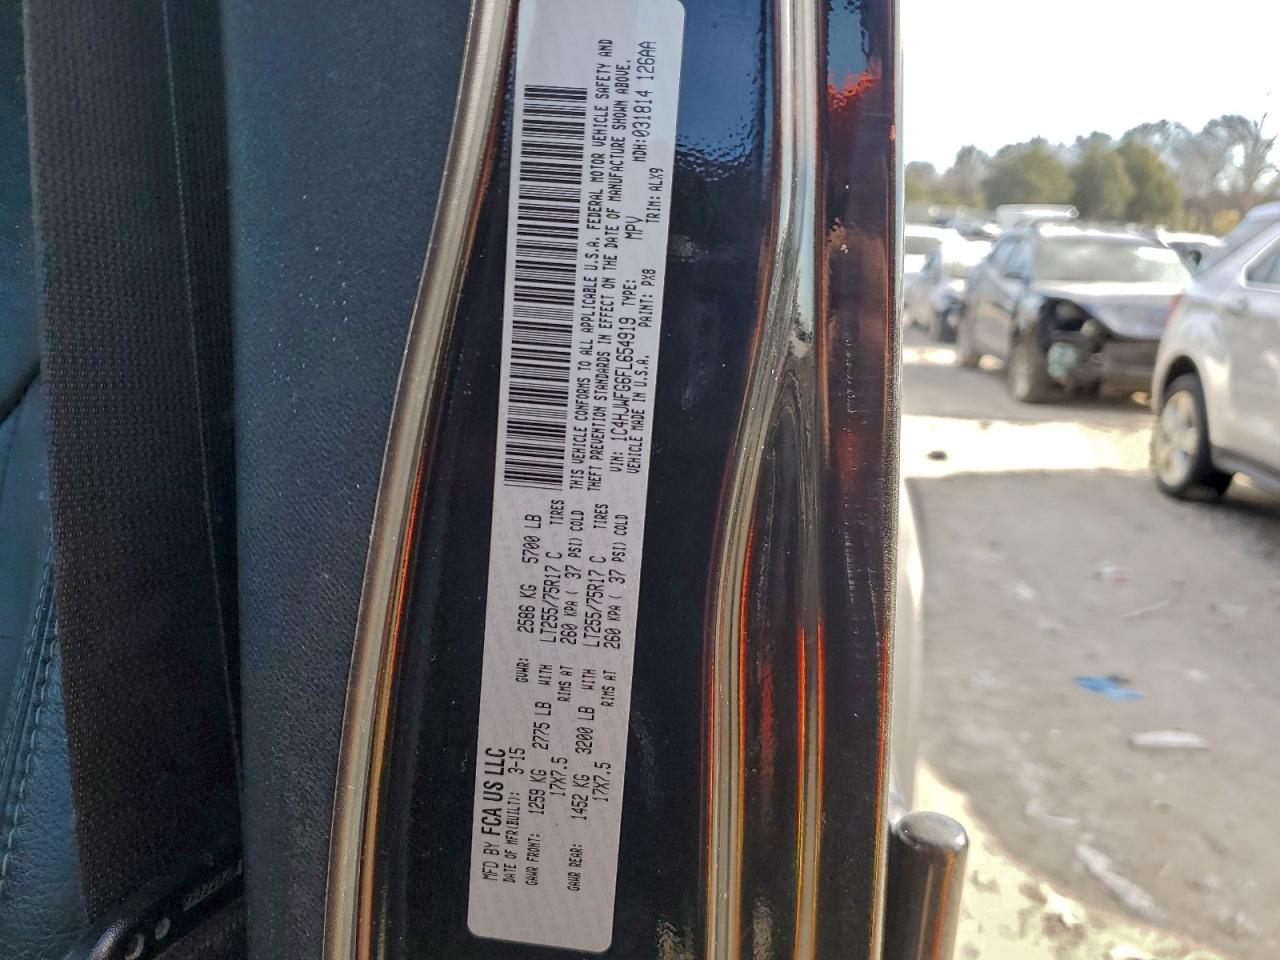 MFD BY FCA US LLC
DATE OF MFR(BUILT): 3-15 GVWR: 2586 KG 5700 LB
GAWR FRONT: 1259 KG 2775 LB WITH LT255/75R17 C TIRES
17X7.5 RIMS AT 260 KPA ( 37 PSI) COLD
GAWR REAR: 1452 KG 3200 LB WITH LT255/75R17 C TIRES
17X7.5 RIMS AT 260 KPA ( 37 PSI) COLD
THIS VEHICLE CONFORMS TO ALL APPLICABLE U.S.A. FEDERAL MOTOR VEHICLE SAFETY AND
THEFT PREVENTION STANDARDS IN EFFECT ON THE DATE OF MANUFACTURE SHOWN ABOVE.
VIN: 1C4HJWFG6FL654919 TYPE: MPV MDH:031814 126AA
VEHICLE MADE IN U.S.A. PAINT: PX8 TRIM: ALX9